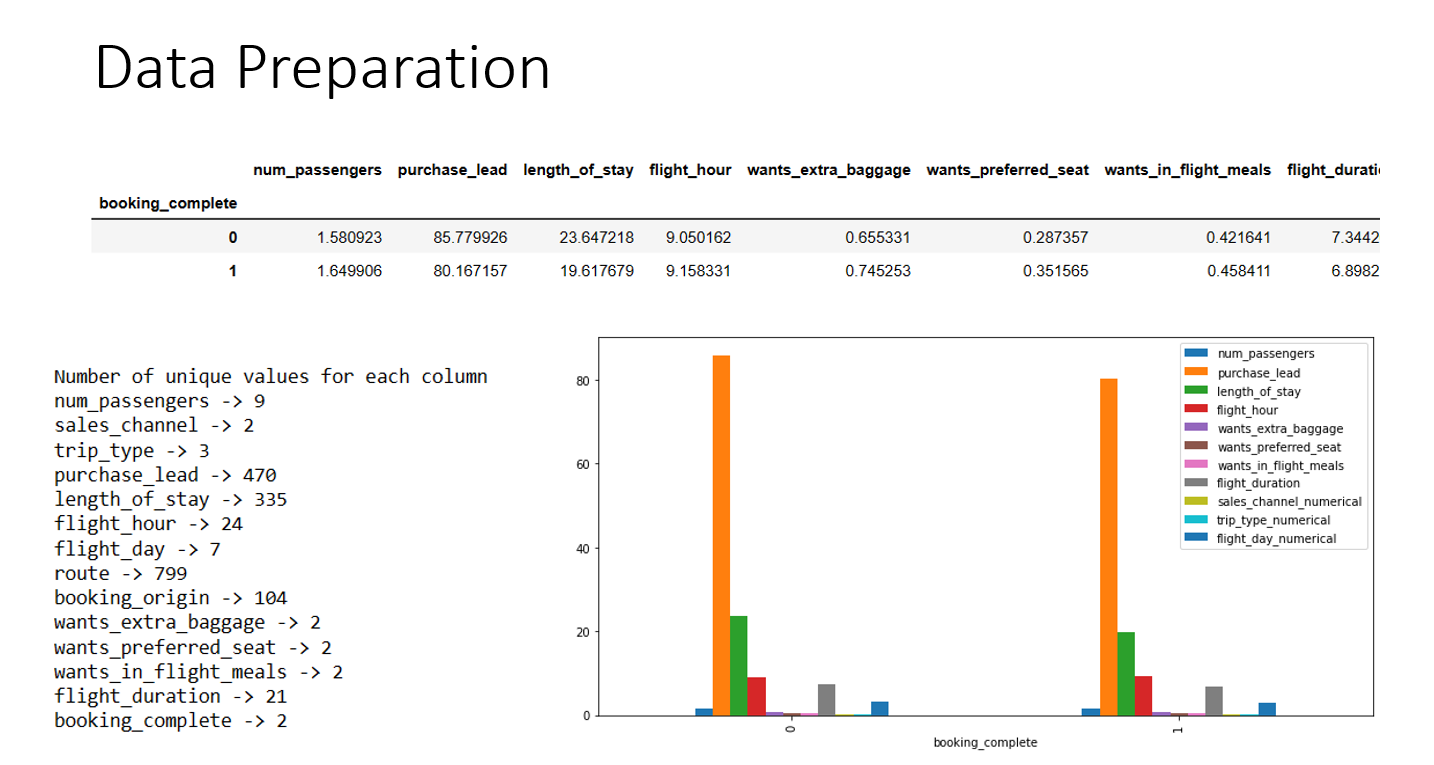 Data Preparation
num_passengers purchase_lead length_of_stay flight_hour wants_extra_baggage wants_preferred_seat wants_in_flight_meals flight_durati
booking_complete
0 1.580923 85.779926 23.647218 9.050162 0.655331 0.287357 0.421641 7.3442
1 1.649906 80.167157 19.617679 9.158331 0.745253 0.351565 0.458411 6.8982
Number of unique values for each column
num_passengers -> 9
sales_channel -> 2
trip_type -> 3
purchase_lead -> 470
length_of_stay -> 335
flight_hour -> 24
flight_day -> 7
route -> 799
booking_origin -> 104
wants_extra_baggage -> 2
wants_preferred_seat -> 2
wants_in_flight_meals -> 2
flight_duration -> 21
booking_complete -> 2
80
60
40
20
0
num_passengers
purchase_lead
length_of_stay
flight_hour
wants_extra_baggage
wants_preferred_seat
wants_in_flight_meals
flight_duration
sales_channel_numerical
trip_type_numerical
flight_day_numerical
0 1
booking_complete